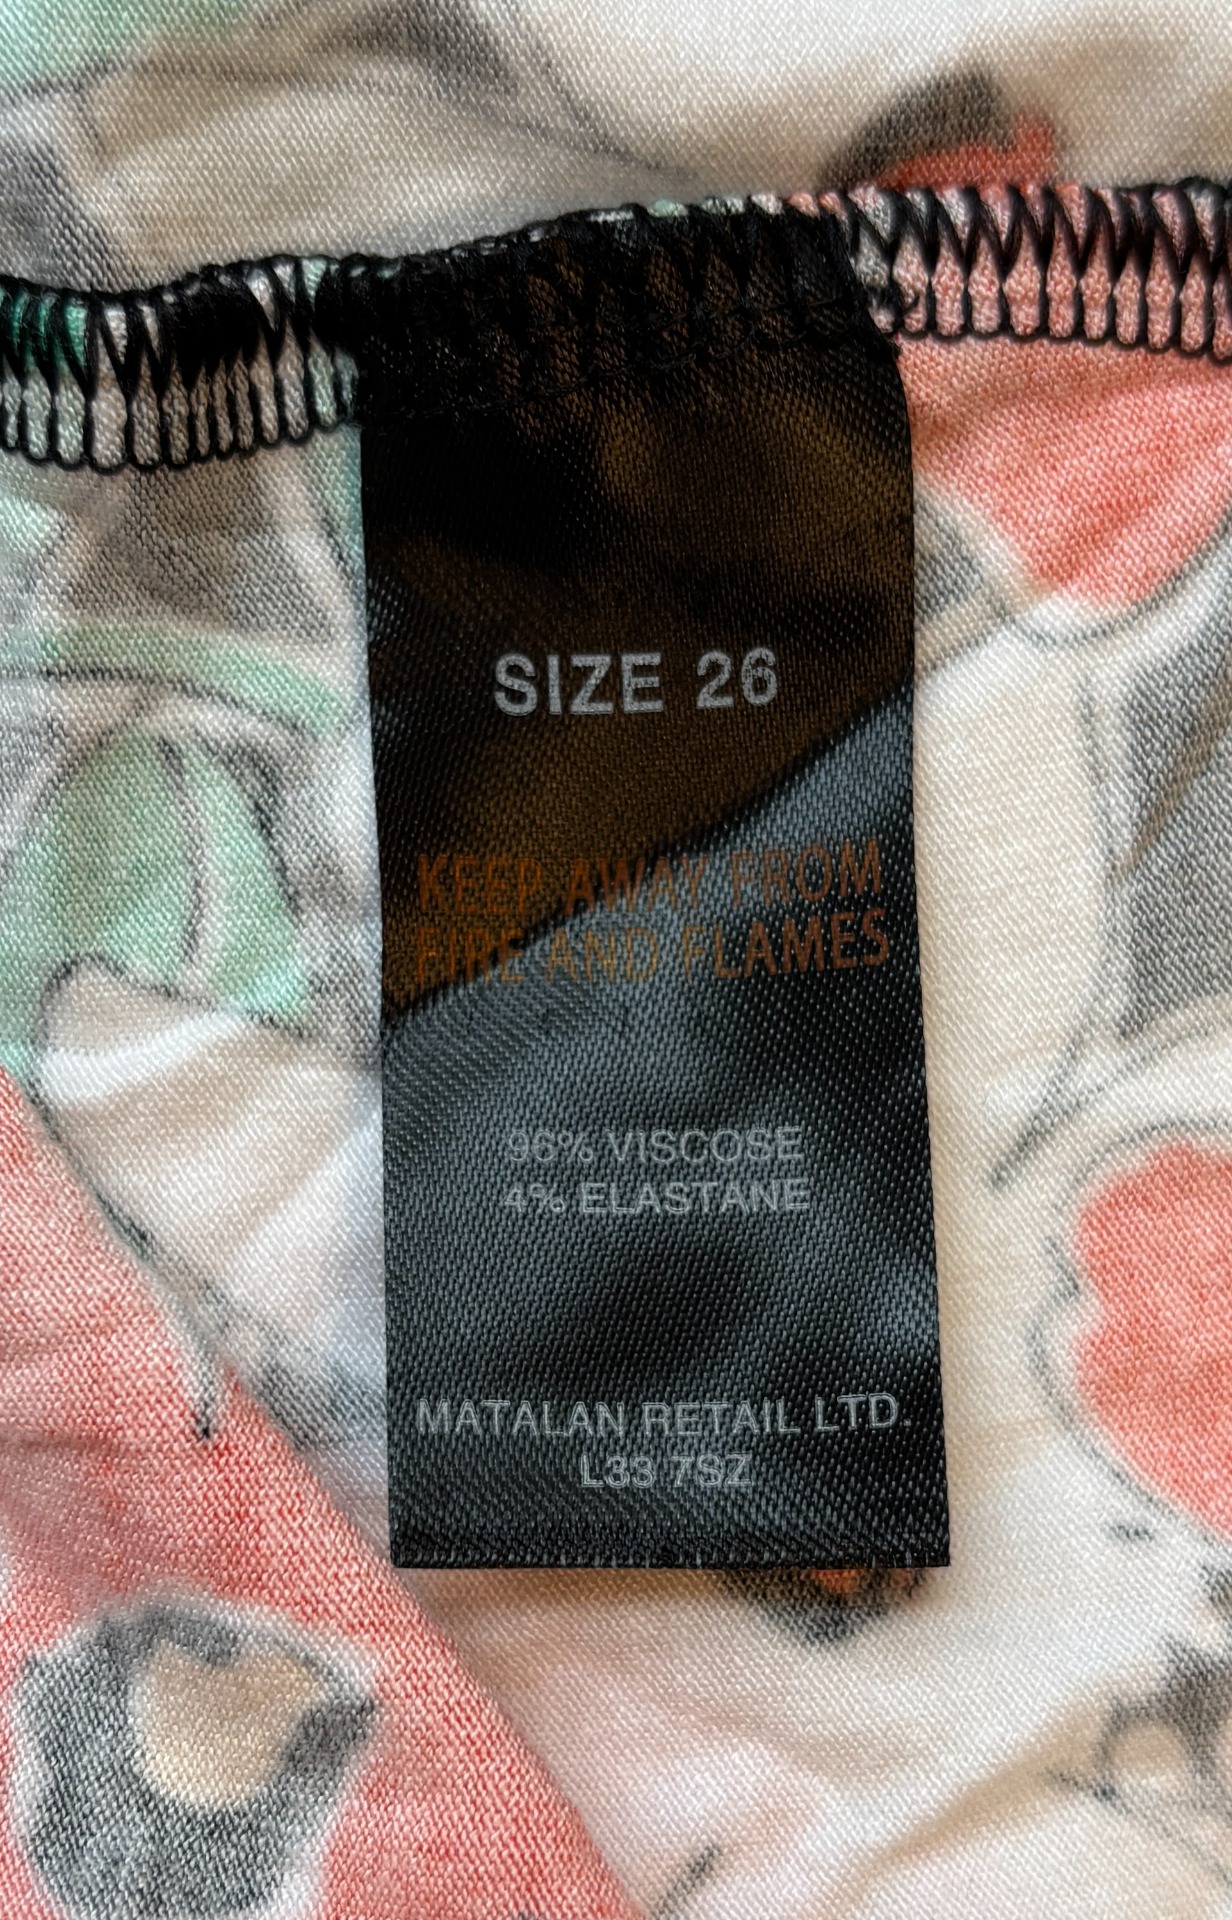 SIZE 26
KEEP AWAY FROM
FIRE AND FLAMES
96% VISCOSE
4% ELASTANE
MATALAN RETAIL LTD.
L33 7SZ